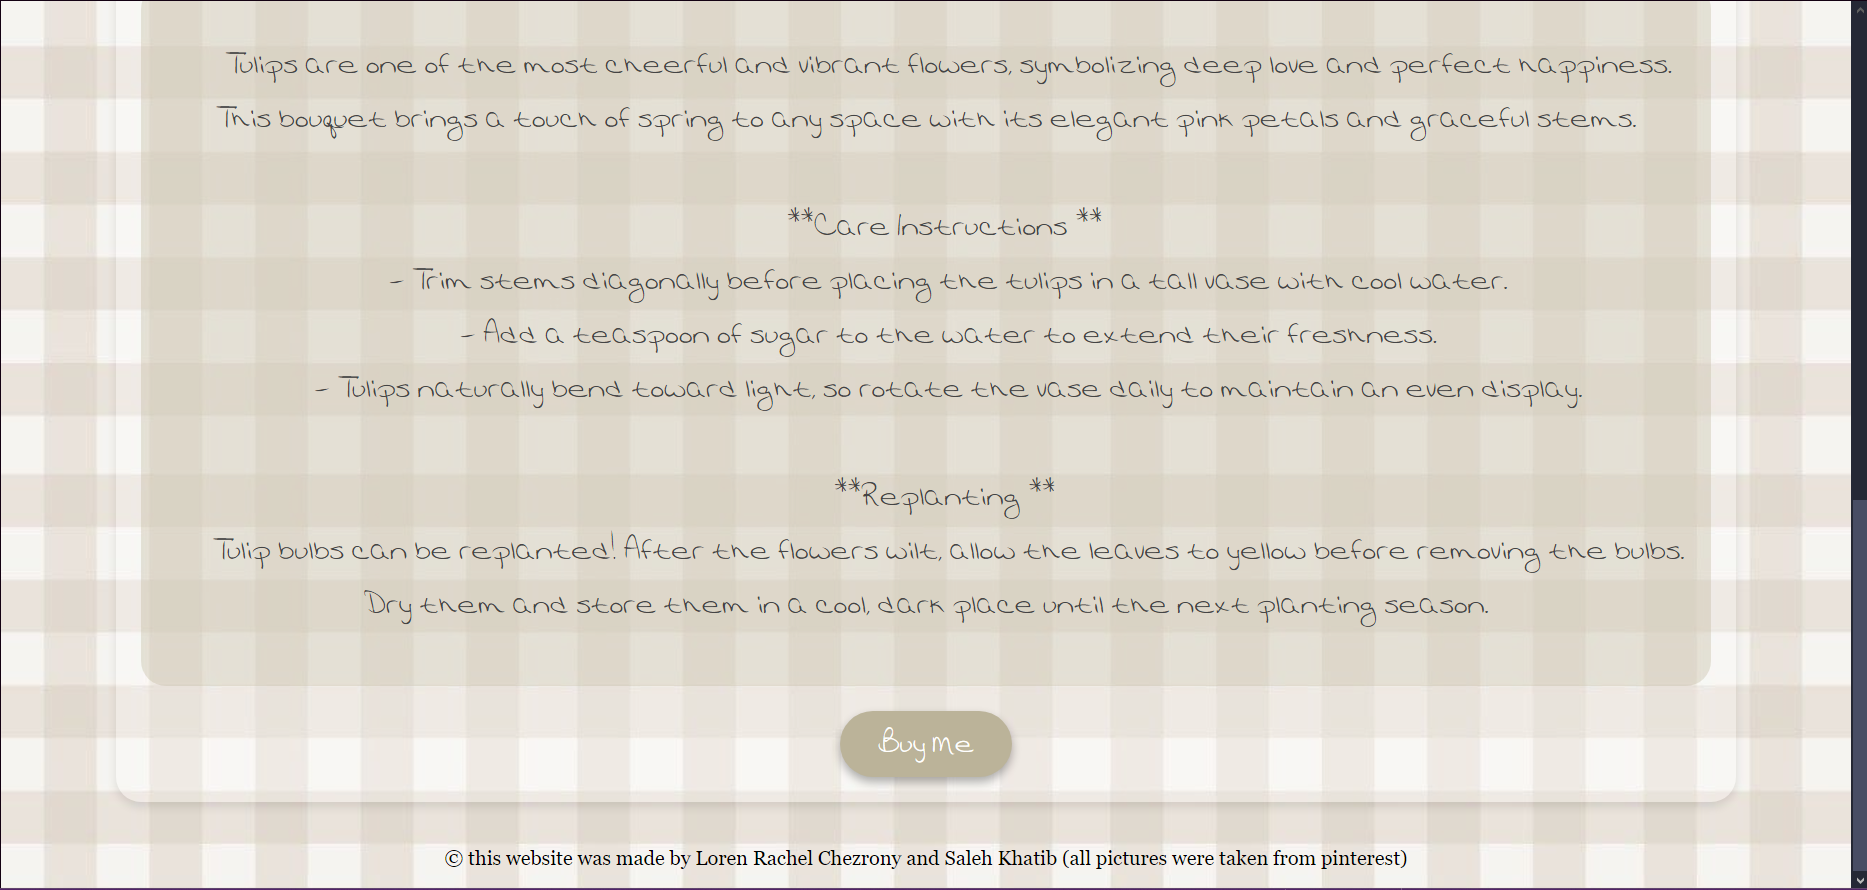 Tulips are one of the most cheerful and vibrant flowers, symbolizing deep love and perfect happiness.
This bouquet brings a touch of spring to any space with its elegant pink petals and graceful stems.
**Care Instructions **
- Trim stems diagonally before placing the tulips in a tall vase with cool water.
- Add a teaspoon of sugar to the water to extend their freshness.
- Tulips naturally bend toward light, so rotate the vase daily to maintain an even display.
**Replanting **
Tulip bulbs can be replanted! After the flowers wilt, allow the leaves to yellow before removing the bulbs.
Dry them and store them in a cool, dark place until the next planting season.
Buy Me
© this website was made by Loren Rachel Chezrony and Saleh Khatib (all pictures were taken from pinterest)